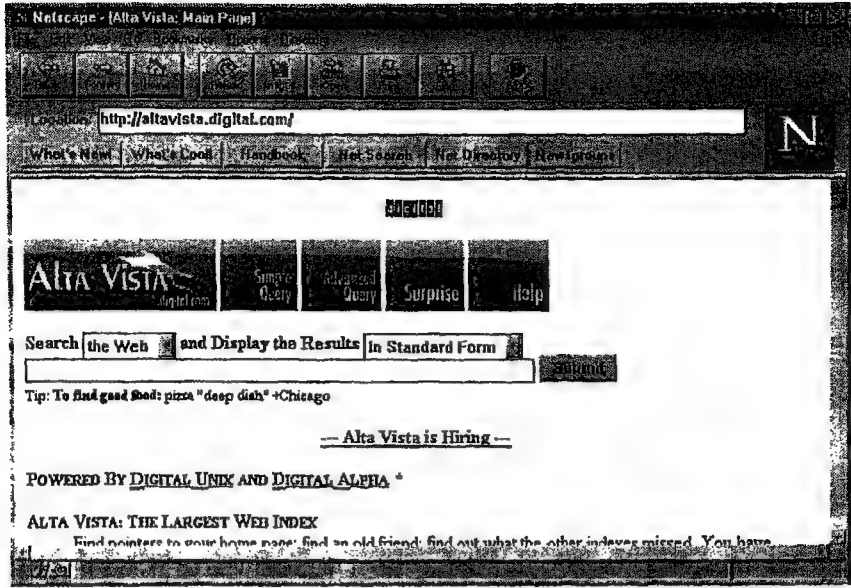 Netscape - [Alta Vista: Main Page]
Location: http://altavista.digital.com/
What's New! What's Cool! Handbook Net Search Net Directory Newsgroups
digital
ALTA VISTA Simple Query Advanced Query Surprise Help
digital.com
Search the Web and Display the Results in Standard Form
Submit
Tip: To find good food: pizza "deep dish" +Chicago
--- Alta Vista is Hiring ---
POWERED BY DIGITAL UNIX AND DIGITAL ALPHA *
ALTA VISTA: THE LARGEST WEB INDEX
Find pointers to your home page; find an old friend; find out what the other indexes missed. You have